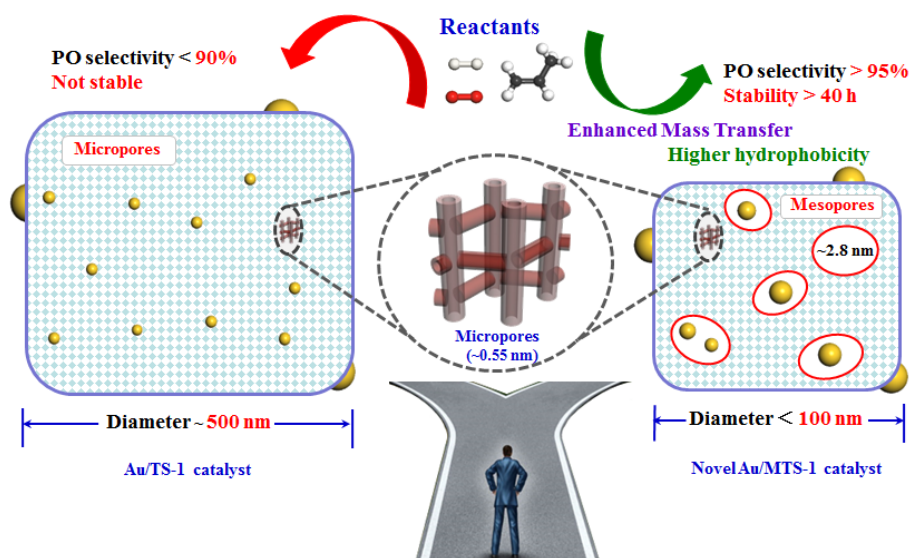 Reactants
PO selectivity < 90%
Not stable
PO selectivity > 95%
Stability > 40 h
Enhanced Mass Transfer
Higher hydrophobicity
Micropores
Mesopores
~2.8 nm
Micropores
(~0.55 nm)
Diameter ~ 500 nm
Diameter < 100 nm
Au/TS-1 catalyst
Novel Au/MTS-1 catalyst